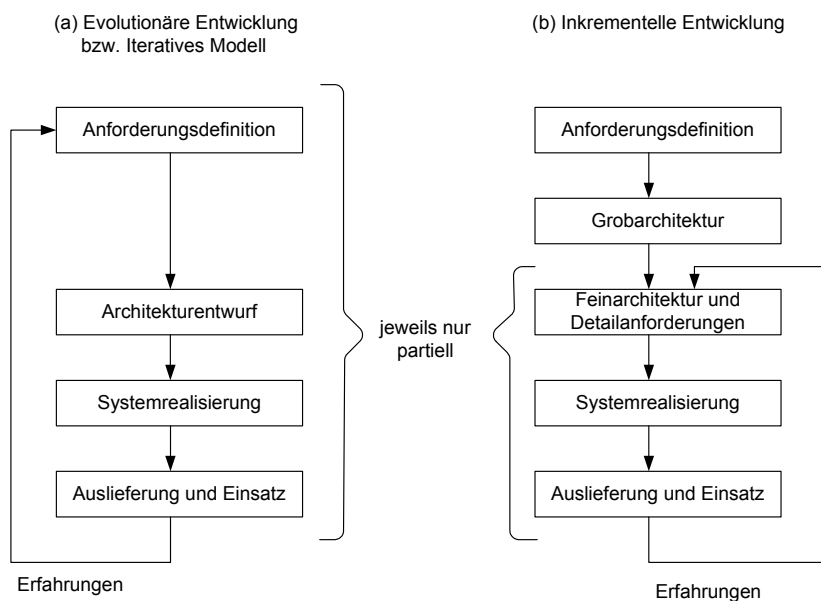 (a) Evolutionäre Entwicklung
bzw. Iteratives Modell
Anforderungsdefinition
Architekturentwurf
Systemrealisierung
Auslieferung und Einsatz
Erfahrungen
jeweils nur
partiell
(b) Inkrementelle Entwicklung
Anforderungsdefinition
Grobarchitektur
Feinarchitektur und
Detailanforderungen
Systemrealisierung
Auslieferung und Einsatz
Erfahrungen